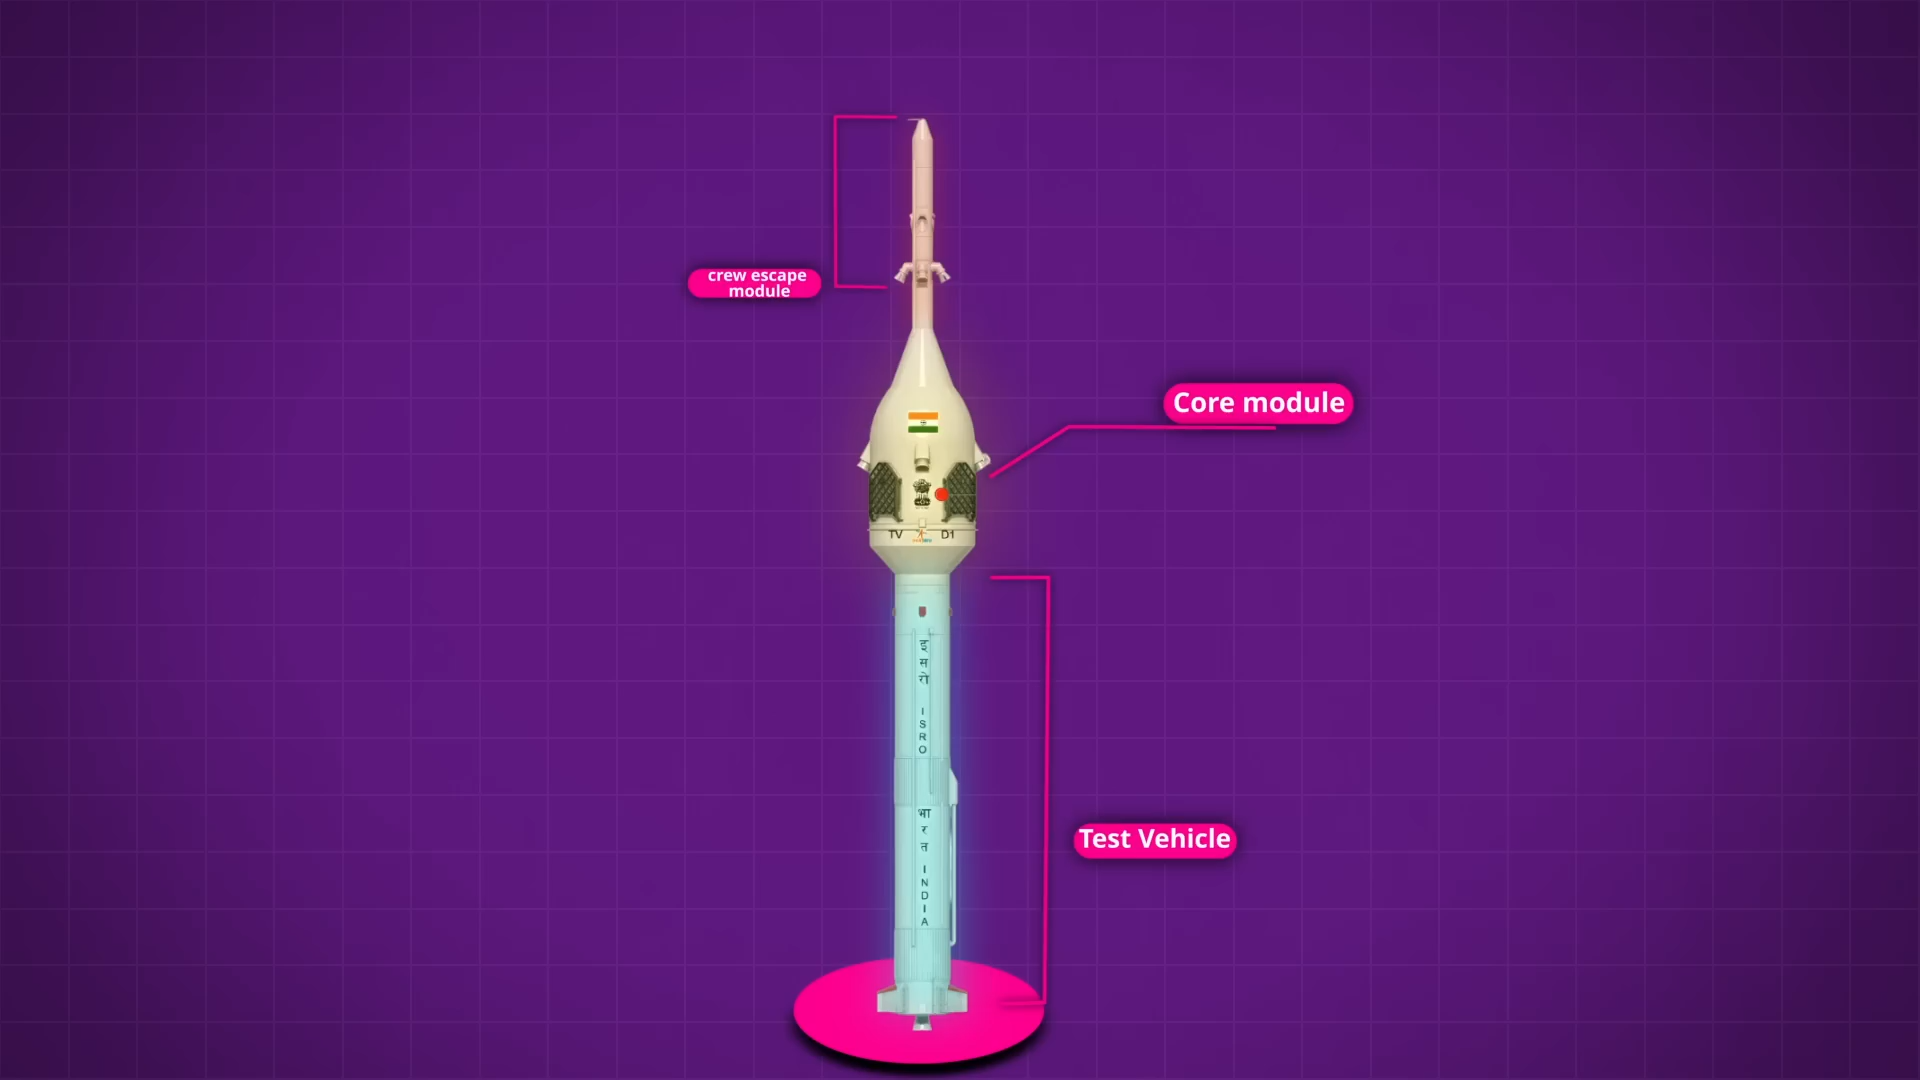 crew escape
module
Core module
TV D1
इ
स
रो
I
S
R
O
Test Vehicle
भा
र
त
I
N
D
I
A